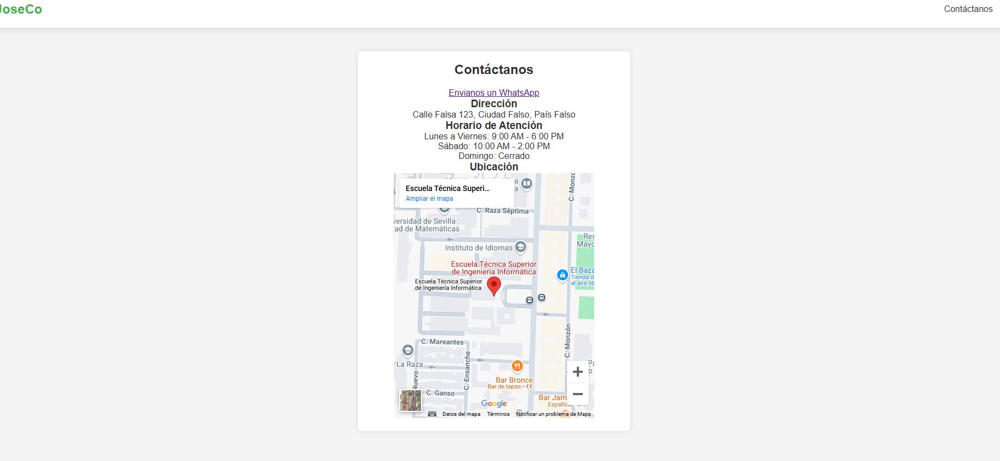 JoseCo
Contáctanos
Contáctanos
Envianos un WhatsApp
Dirección
Calle Falsa 123, Ciudad Falso, País Falso
Horario de Atención
Lunes a Viernes: 9:00 AM - 6:00 PM
Sábado: 10:00 AM - 2:00 PM
Domingo: Cerrado
Ubicación
Escuela Técnica Superi...
Ampliar el mapa
C. Monzó
C. Raza Séptima
versidad de Sevilla .
tad de Matemáticas
Res
Mayo
Instituto de Idiomas
Escuela Técnica Superior
de Ingeniería Informática
El Baza
Tienda d
al aire lib
Escuela Técnica Superior
de Ingeniería Informática
C. Monzón
C. Mareantes
La Raza
C. Ensanche
Nuevo
Bar Bronce
Bar de tapas • €€
C. Ganso
Bar Jam
Española • €
Google
Datos del mapa
Términos
Notificar un problema de Maps